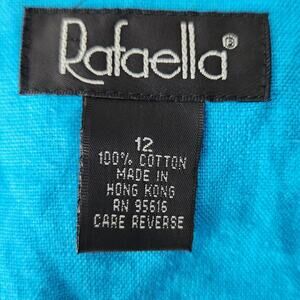 Rafaella®
12
100% COTTON
MADE IN
HONG KONG
RN 95616
CARE REVERSE